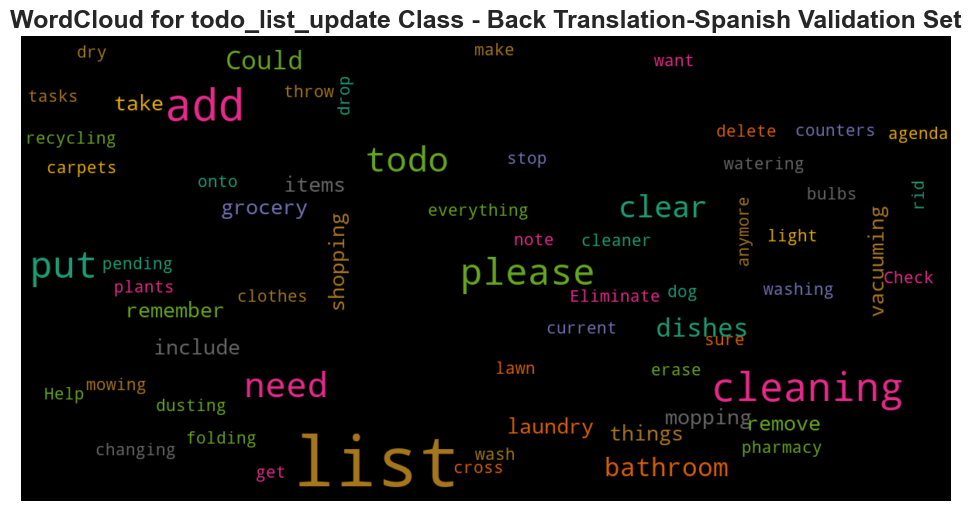 WordCloud for todo_list_update Class - Back Translation-Spanish Validation Set
dry
Could
make
want
tasks
take
add
throw
drop
recycling
delete
counters
agenda
carpets
todo
stop
watering
onto
items
bulbs
rid
grocery
everything
clear
anymore
light
vacuuming
shopping
note
cleaner
put
pending
please
Check
plants
clothes
Eliminate
dog
washing
remember
current
dishes
sure
include
lawn
erase
Help
mowing
need
cleaning
dusting
mopping
remove
folding
laundry
things
pharmacy
changing
get
list
wash
cross
bathroom